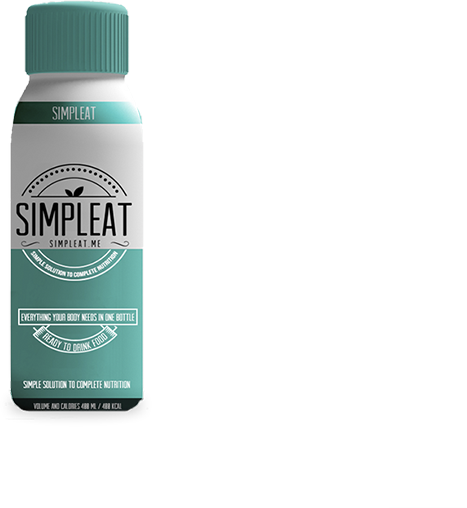 SIMPLEAT
SIMPLEAT
SIMPLEAT.ME
SIMPLE SOLUTION TO COMPLETE NUTRITION
EVERYTHING YOUR BODY NEEDS IN ONE BOTTLE
READY TO DRINK FOOD
SIMPLE SOLUTION TO COMPLETE NUTRITION
VOLUME AND CALORIES 400 ML / 400 KCAL